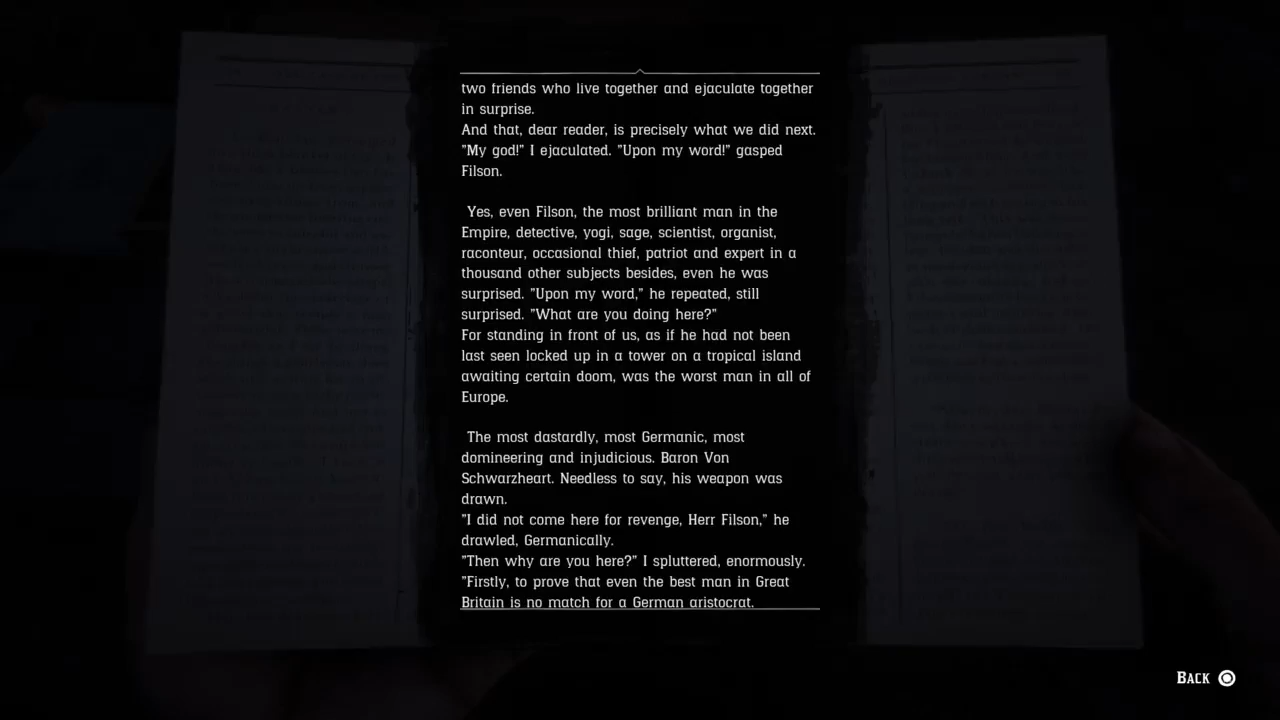 two friends who live together and ejaculate together
in surprise.
And that, dear reader, is precisely what we did next.
"My god!" I ejaculated. "Upon my word!" gasped
Filson.
Yes, even Filson, the most brilliant man in the
Empire, detective, yogi, sage, scientist, organist,
raconteur, occasional thief, patriot and expert in a
thousand other subjects besides, even he was
surprised. "Upon my word," he repeated, still
surprised. "What are you doing here?"
For standing in front of us, as if he had not been
last seen locked up in a tower on a tropical island
awaiting certain doom, was the worst man in all of
Europe.
The most dastardly, most Germanic, most
domineering and injudicious. Baron Von
Schwarzheart. Needless to say, his weapon was
drawn.
"I did not come here for revenge, Herr Filson," he
drawled, Germanically.
"Then why are you here?" I spluttered, enormously.
"Firstly, to prove that even the best man in Great
Britain is no match for a German aristocrat.
Back